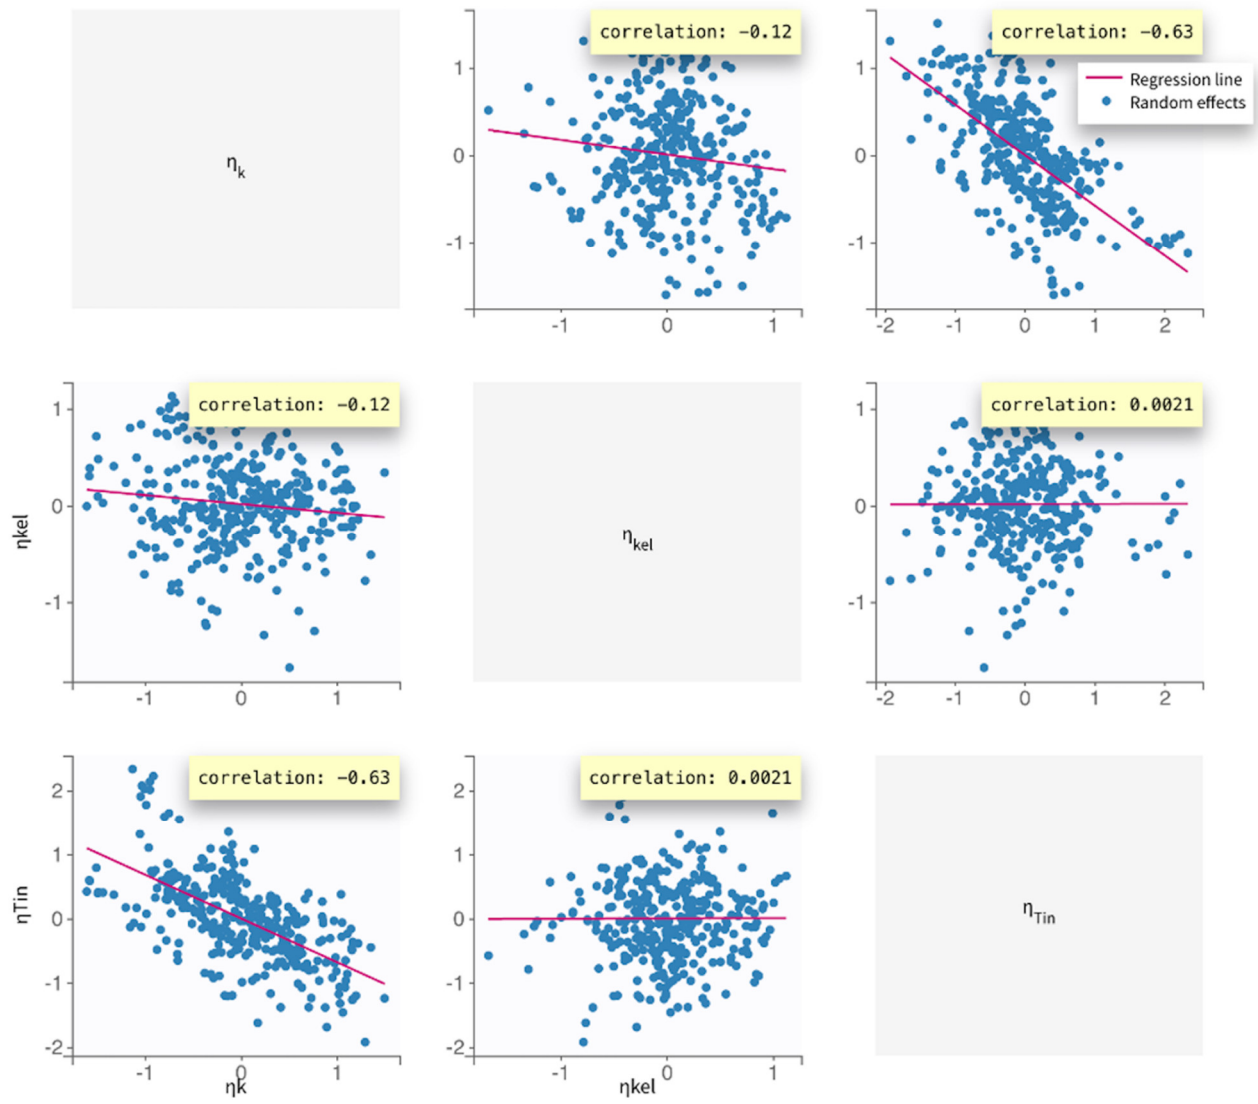 correlation: -0.12
correlation: -0.63
Regression line
Random effects
ηk
1
0
-1
-1 0 1
1
0
-1
-2 -1 0 1 2
correlation: -0.12
correlation: 0.0021
ηkel
ηkel
1
0
-1
-1 0 1
1
0
-1
-2 -1 0 1 2
correlation: -0.63
correlation: 0.0021
ηTin
ηTin
2
1
0
-1
-2
-1 0 1
ηk
2
1
0
-1
-2
-1 0 1
ηkel